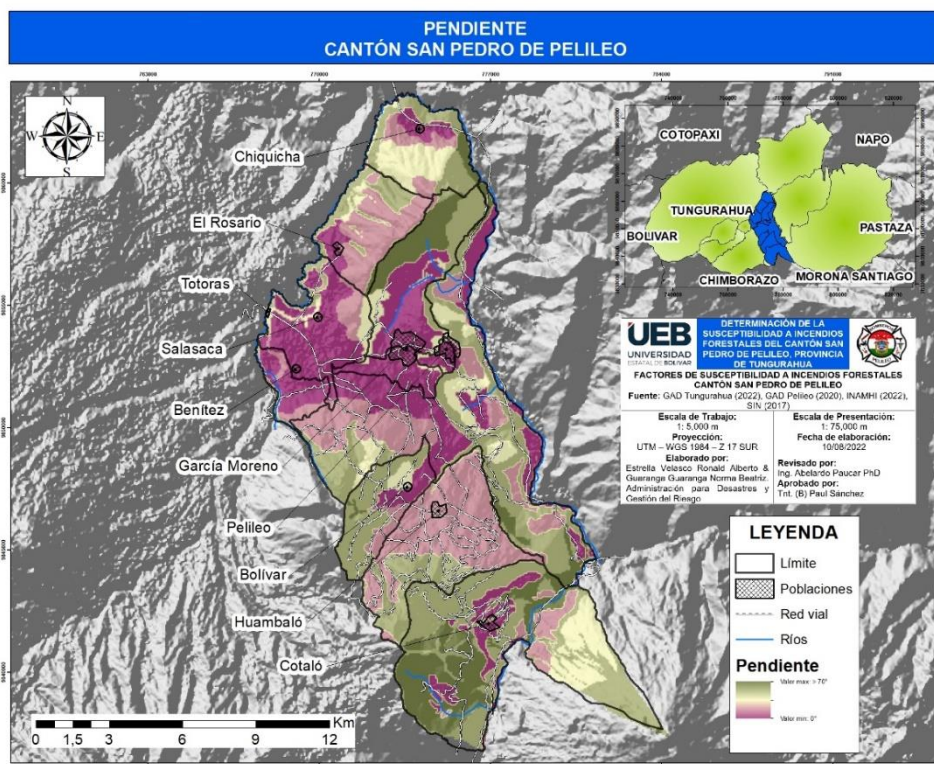 PENDIENTE
CANTÓN SAN PEDRO DE PELILEO
763000
770000
777000
784000
791000
N
W
E
S
Chiquicha
El Rosario
Totoras
Salasaca
Benítez
García Moreno
Pelileo
Bolívar
Huambaló
Cotaló
COTOPAXI
NAPO
TUNGURAHUA
BOLIVAR
PASTAZA
CHIMBORAZO
MORONA SANTIAGO
UEB
UNIVERSIDAD
ESTATAL DE BOLÍVAR
DETERMINACIÓN DE LA
SUSCEPTIBILIDAD A INCENDIOS
FORESTALES DEL CANTÓN SAN
PEDRO DE PELILEO, PROVINCIA
DE TUNGURAHUA
FACTORES DE SUSCEPTIBILIDAD A INCENDIOS FORESTALES
CANTÓN SAN PEDRO DE PELILEO
Fuente: GAD Tungurahua (2022), GAD Pelileo (2020), INAMHI (2022),
SIN (2017)
Escala de Trabajo:
1: 5,000 m
Proyección:
UTM – WGS 1984 – Z 17 SUR
Elaborado por:
Estrella Velasco Ronald Alberto &
Guarange Guaranga Norma Beatriz.
Administración para Desastres y
Gestión del Riesgo
Escala de Presentación:
1: 75,000 m
Fecha de elaboración:
10/08/2022
Revisado por:
Ing. Abelardo Paucar PhD
Aprobado por:
Tnt. (B) Paul Sánchez
LEYENDA
Límite
Poblaciones
Red vial
Ríos
Pendiente
Valor max: > 70°
Valor min: 0°
Km
0 1,5 3 6 9 12